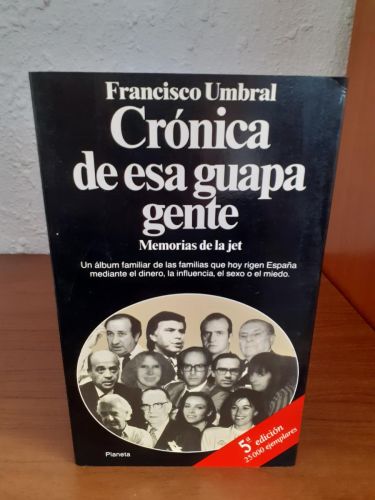 Francisco Umbral
Crónica
de esa guapa
gente
Memorias de la jet
Un álbum familiar de las familias que hoy rigen España
mediante el dinero, la influencia, el sexo o el miedo.
5ª edición
25 000 ejemplares
Planeta